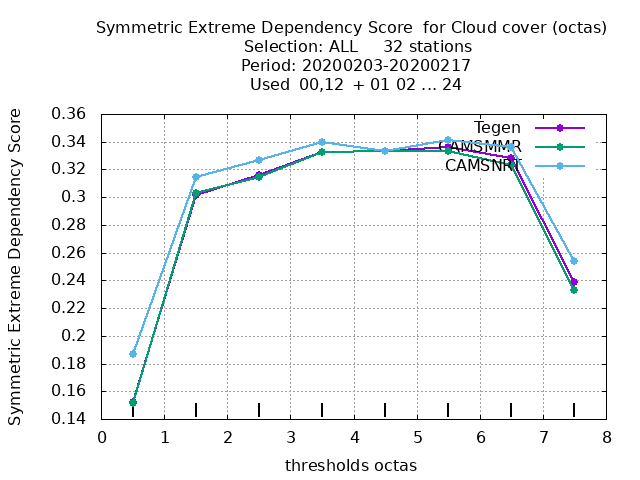 Symmetric Extreme Dependency Score  for Cloud cover (octas)
Selection: ALL     32 stations
Period: 20200203-20200217
Used  00,12  + 01 02 ... 24
Symmetric Extreme Dependency Score
0.36
0.34
0.32
0.3
0.28
0.26
0.24
0.22
0.2
0.18
0.16
0.14
Tegen
CAMSMMR
CAMSNRT
0 1 2 3 4 5 6 7 8
thresholds octas